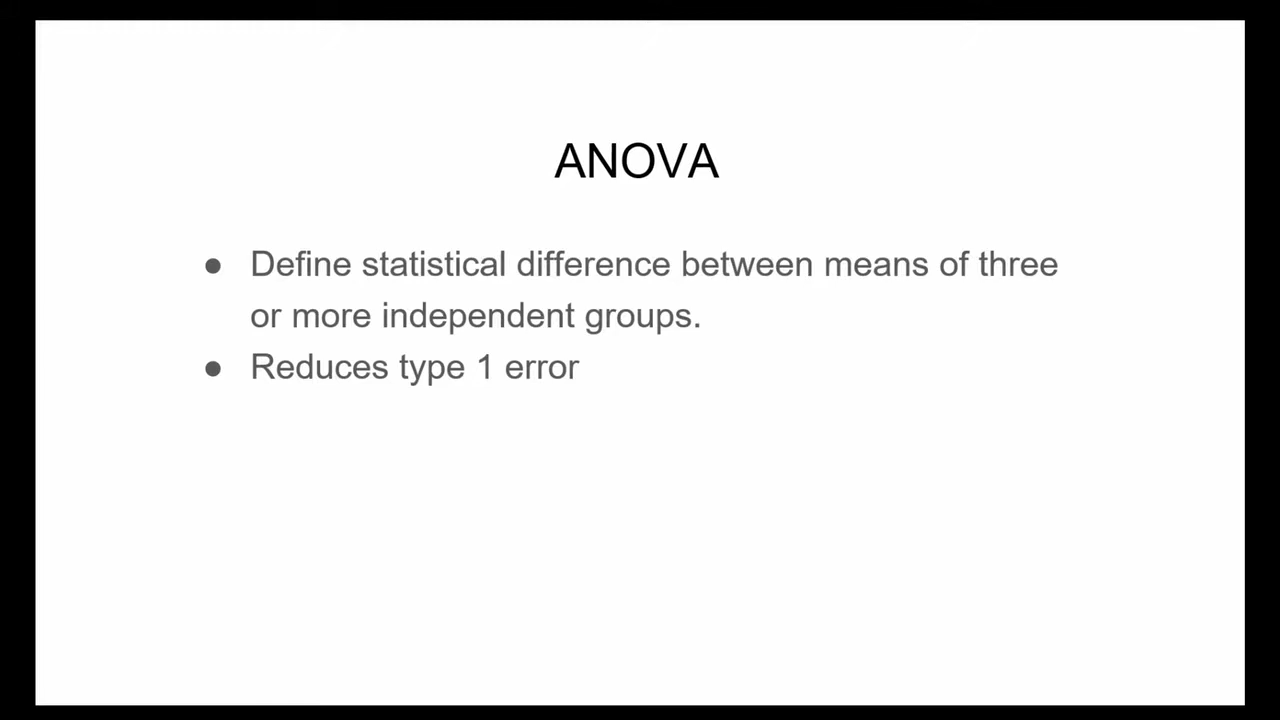 ANOVA
● Define statistical difference between means of three
or more independent groups.
● Reduces type 1 error